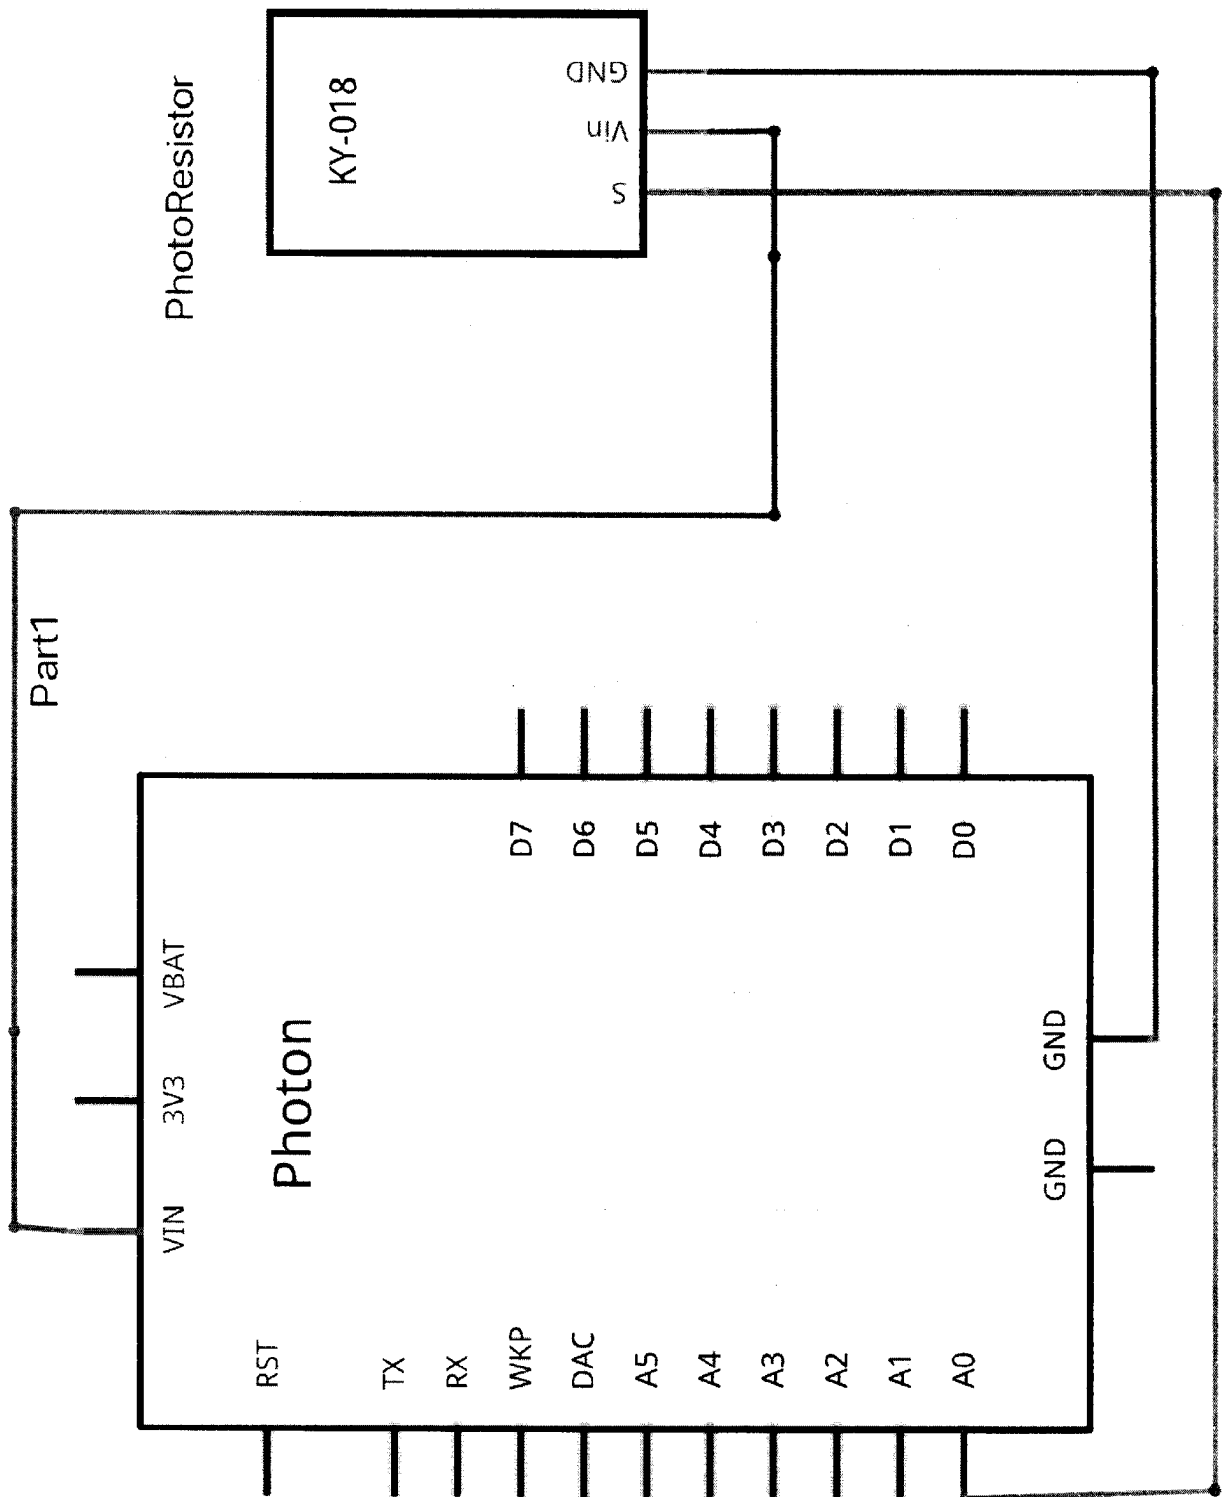 PhotoResistor
KY-018
GND
Vin
S
Part1
Photon
D7
D6
D5
D4
D3
D2
D1
D0
VBAT
3V3
VIN
GND
GND
RST
TX
RX
WKP
DAC
A5
A4
A3
A2
A1
A0